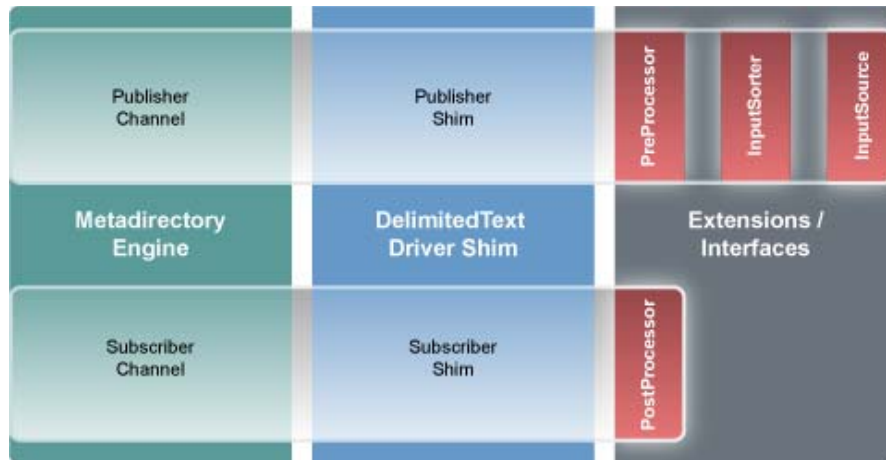 Publisher
Channel
Publisher
Shim
PreProcessor
InputSorter
InputSource
Metadirectory
Engine
DelimitedText
Driver Shim
Extensions /
Interfaces
Subscriber
Channel
Subscriber
Shim
PostProcessor